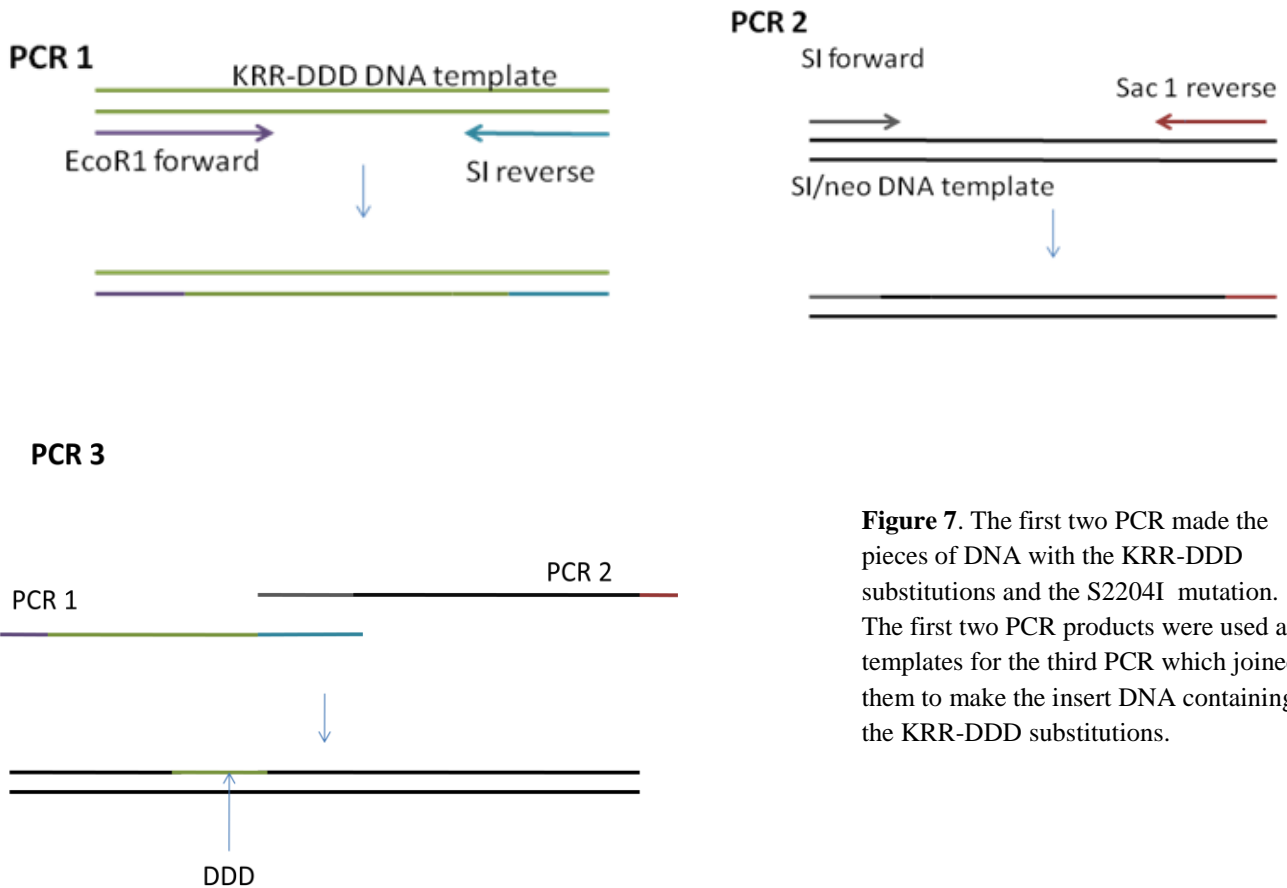 PCR 1
KRR-DDD DNA template
EcoR1 forward
SI reverse
PCR 2
SI forward
Sac 1 reverse
SI/neo DNA template
PCR 3
PCR 1
PCR 2
DDD
Figure 7. The first two PCR made the
pieces of DNA with the KRR-DDD
substitutions and the S2204I mutation.
The first two PCR products were used a
templates for the third PCR which joine
them to make the insert DNA containing
the KRR-DDD substitutions.